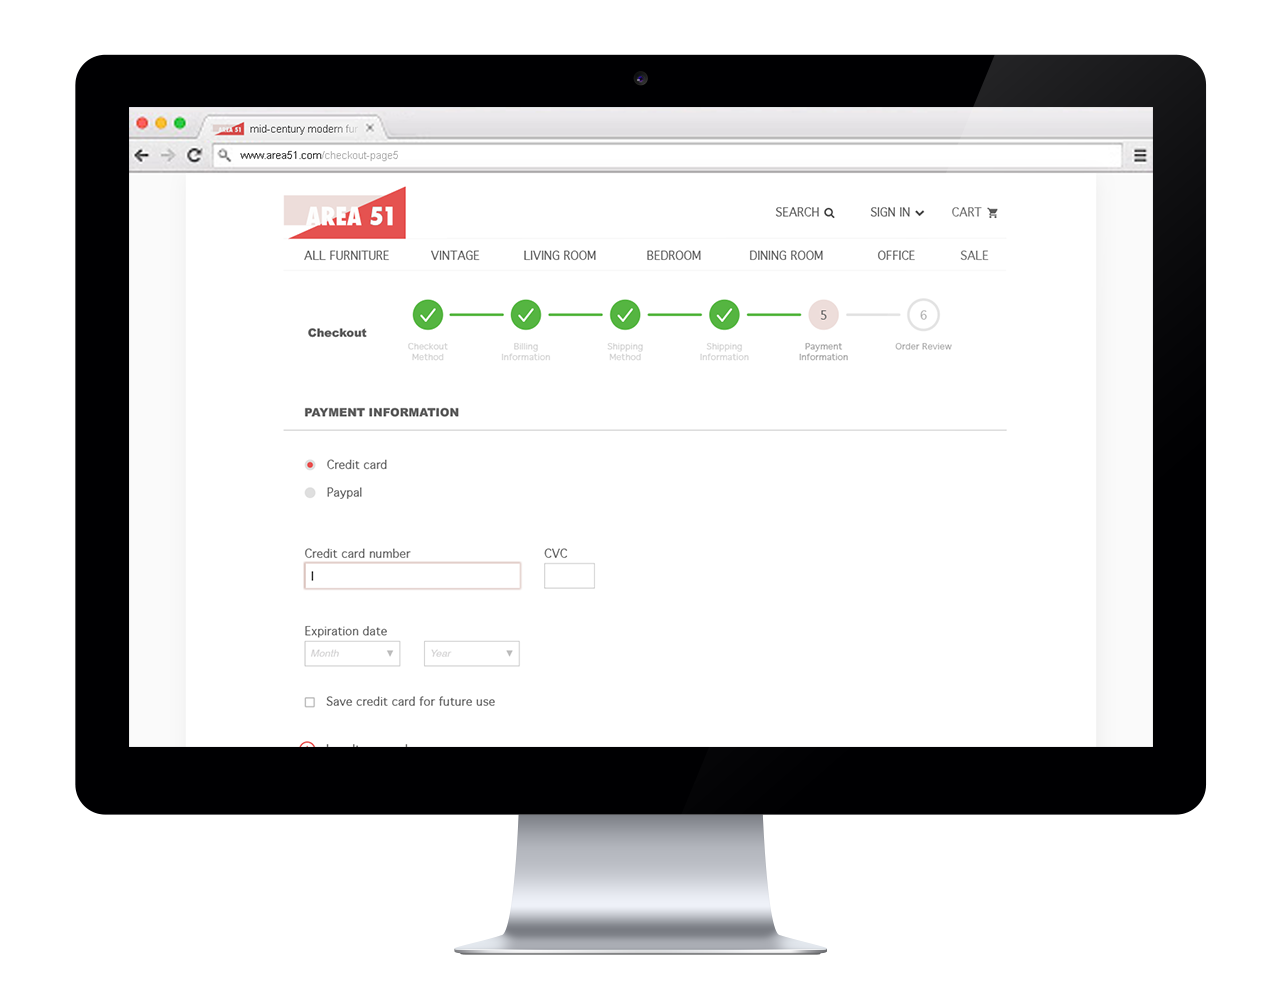 AREA 51 mid-century modern fur
www.area51.com/checkout-page5
AREA 51
SEARCH SIGN IN CART
ALL FURNITURE VINTAGE LIVING ROOM BEDROOM DINING ROOM OFFICE SALE
Checkout
5 6
Checkout Method
Billing Information
Shipping Method
Shipping Information
Payment Information
Order Review
PAYMENT INFORMATION
Credit card
Paypal
Credit card number CVC
Expiration date
Month Year
Save credit card for future use